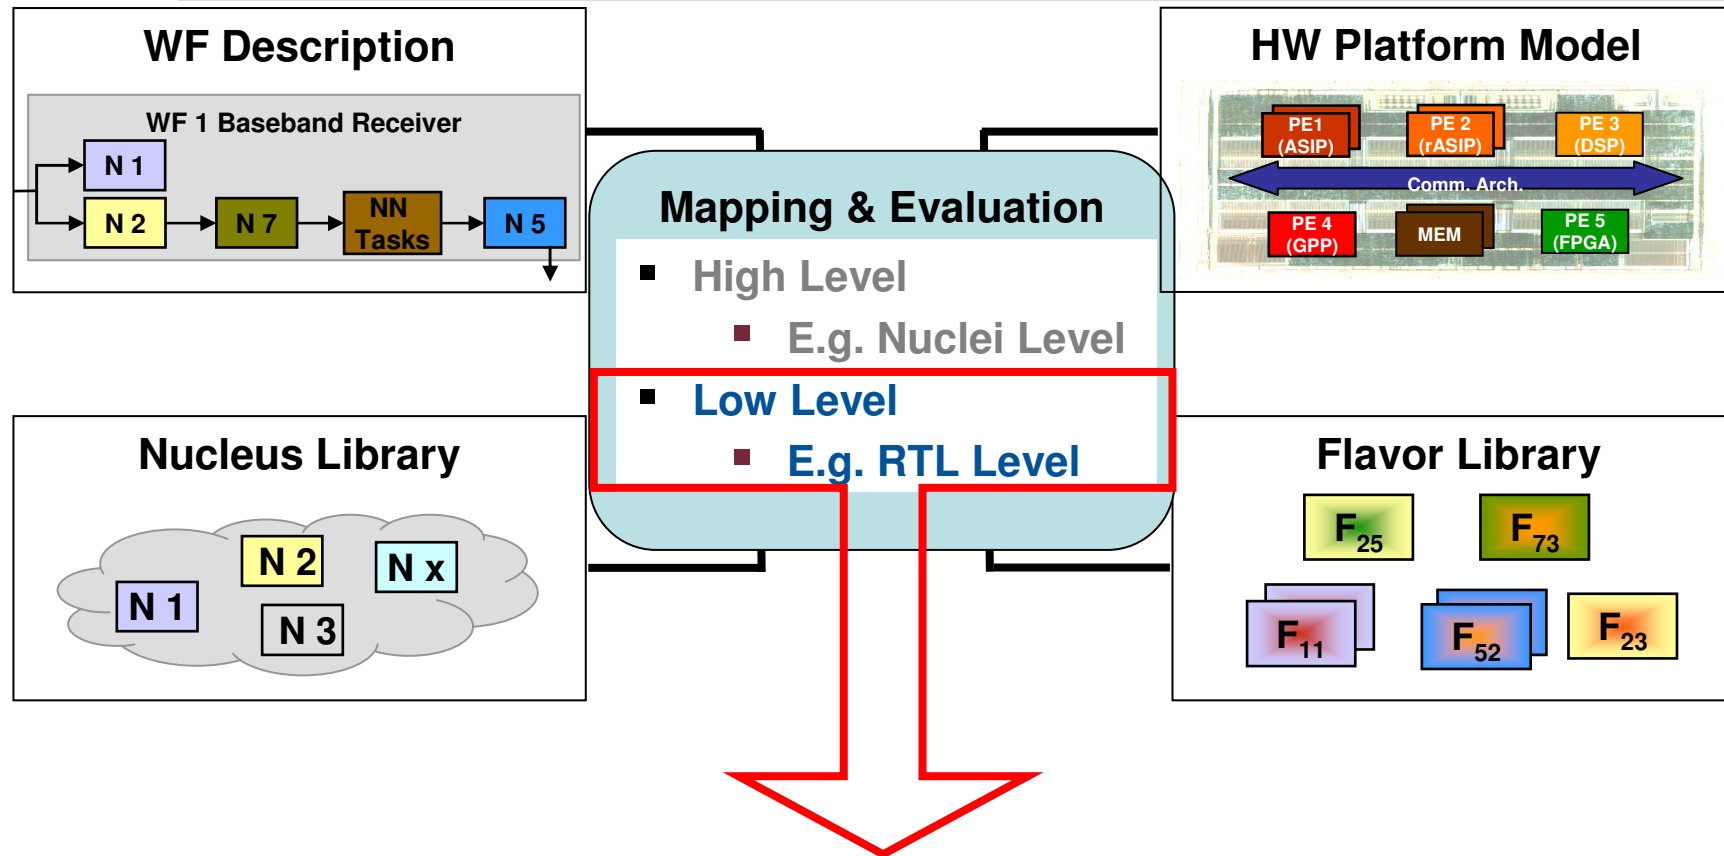 WF Description
WF 1 Baseband Receiver
N 1
N 2
N 7
NN
Tasks
N 5
HW Platform Model
PE1
(ASIP)
PE 2
(rASIP)
PE 3
(DSP)
Comm. Arch.
PE 4
(GPP)
MEM
PE 5
(FPGA)
Mapping & Evaluation
High Level
E.g. Nuclei Level
Low Level
E.g. RTL Level
Nucleus Library
N 1
N 2
N 3
N x
Flavor Library
F25
F73
F11
F52
F23